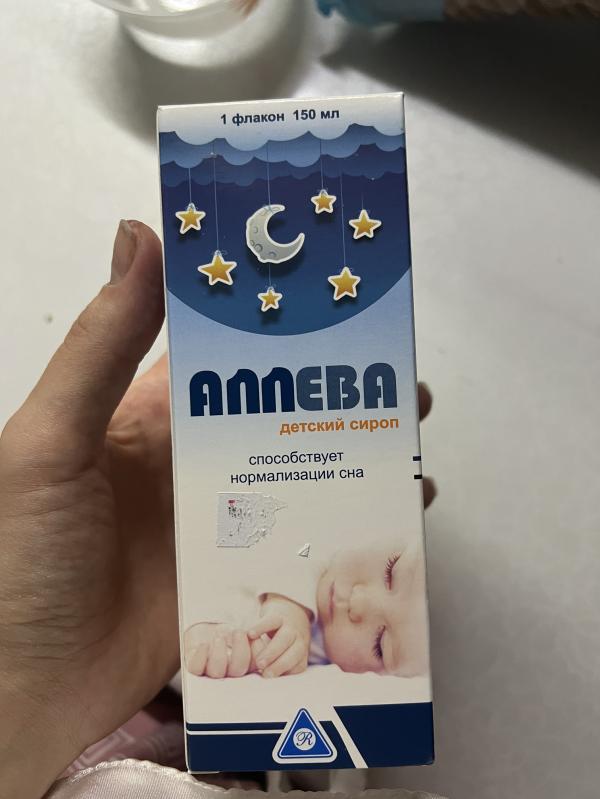 1 флакон 150 мл
АЛЛЕВА
детский сироп
способствует
нормализации сна
R